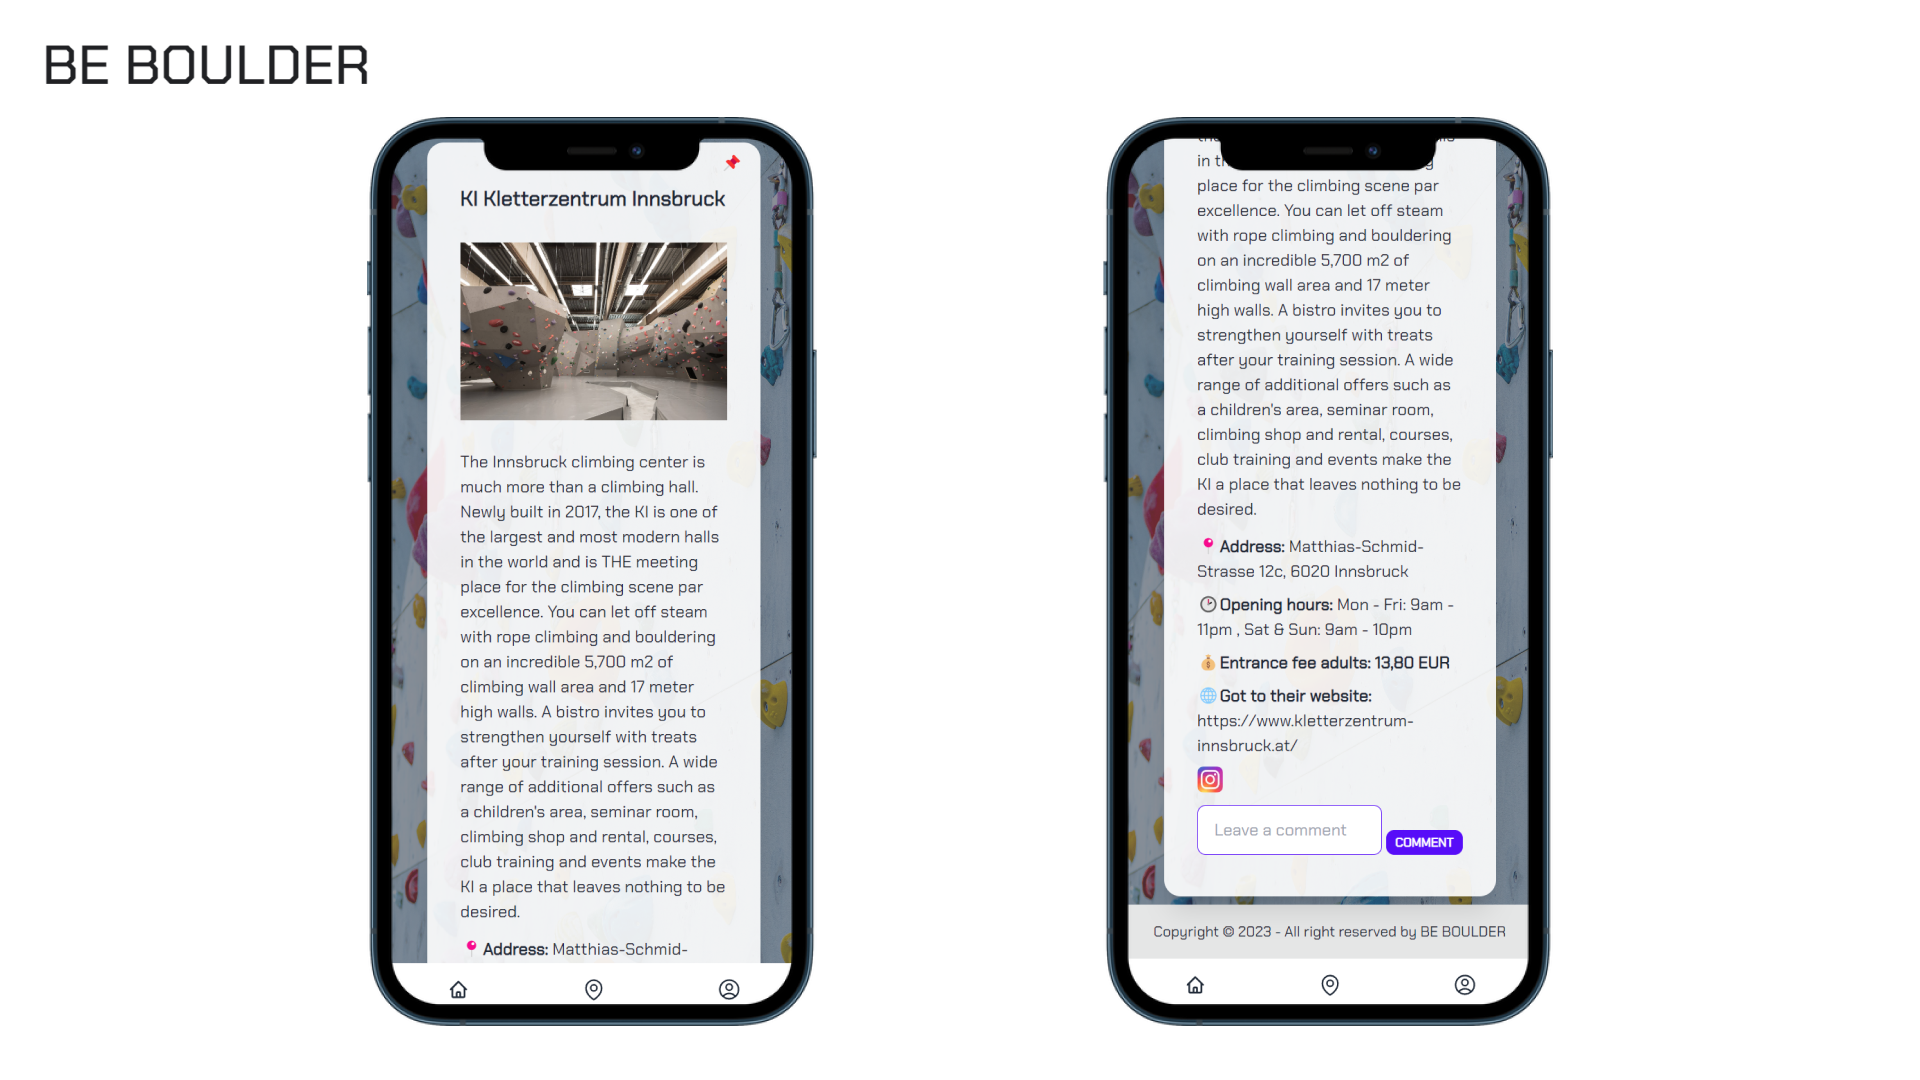 BE BOULDER
KI Kletterzentrum Innsbruck
The Innsbruck climbing center is
much more than a climbing hall.
Newly built in 2017, the KI is one of
the largest and most modern halls
in the world and is THE meeting
place for the climbing scene par
excellence. You can let off steam
with rope climbing and bouldering
on an incredible 5,700 m2 of
climbing wall area and 17 meter
high walls. A bistro invites you to
strengthen yourself with treats
after your training session. A wide
range of additional offers such as
a children's area, seminar room,
climbing shop and rental, courses,
club training and events make the
KI a place that leaves nothing to be
desired.
Address: Matthias-Schmid-
in
place for the climbing scene par
excellence. You can let off steam
with rope climbing and bouldering
on an incredible 5,700 m2 of
climbing wall area and 17 meter
high walls. A bistro invites you to
strengthen yourself with treats
after your training session. A wide
range of additional offers such as
a children's area, seminar room,
climbing shop and rental, courses,
club training and events make the
KI a place that leaves nothing to be
desired.
Address: Matthias-Schmid-
Strasse 12c, 6020 Innsbruck
Opening hours: Mon - Fri: 9am -
11pm , Sat & Sun: 9am - 10pm
Entrance fee adults: 13,80 EUR
Got to their website:
https://www.kletterzentrum-
innsbruck.at/
Leave a comment
COMMENT
Copyright © 2023 - All right reserved by BE BOULDER